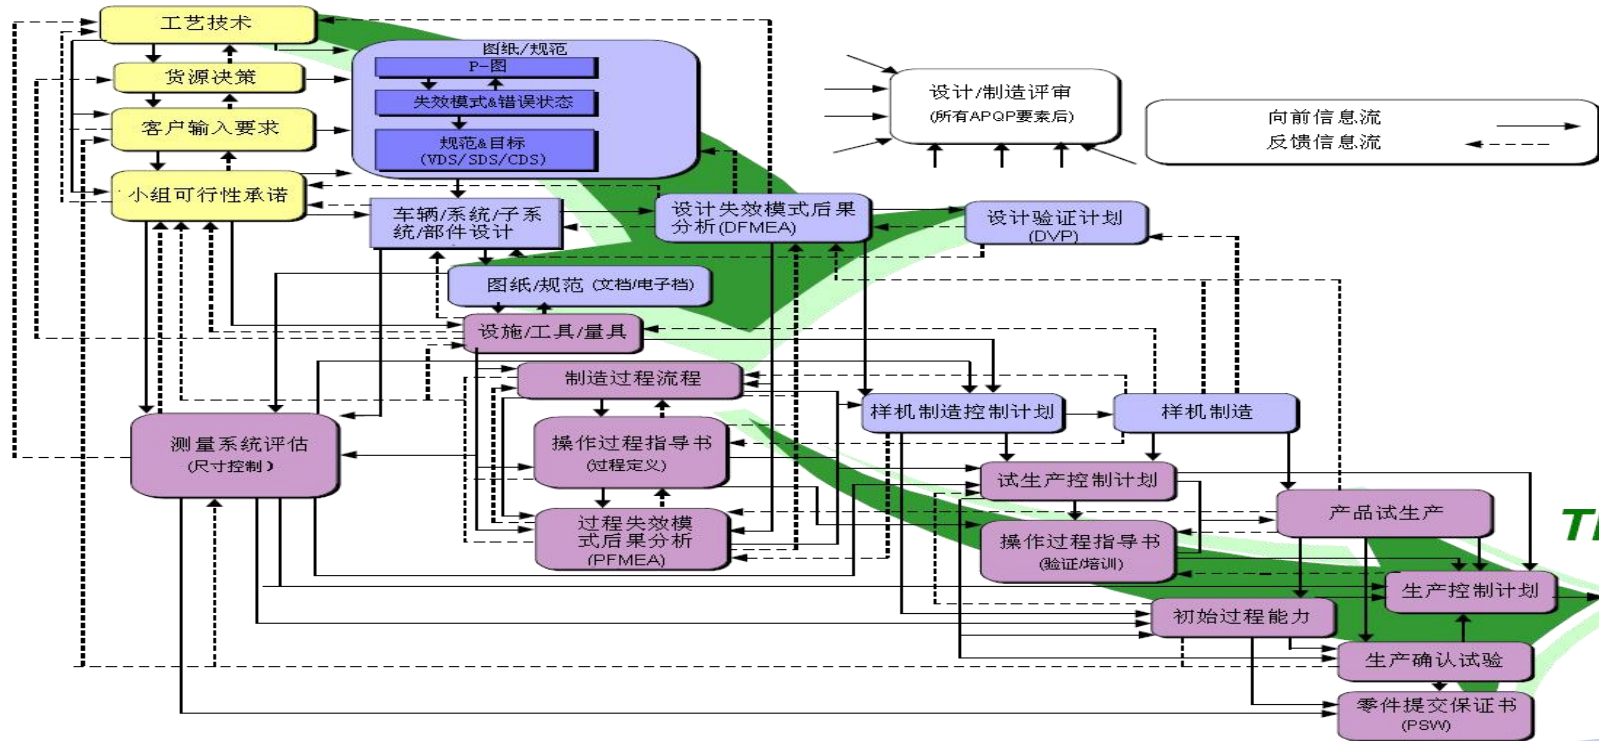 工艺技术
货源决策
客户输入要求
小组可行性承诺
图纸/规范
P-图
失效模式&错误状态
规范&目标
(VDS/SDS/CDS)
设计/制造评审
(所有APQP要素后)
向前信息流
反馈信息流
车辆/系统/子系
统/部件设计
设计失效模式后果
分析(DFMEA)
设计验证计划
(DVP)
图纸/规范 (文档/电子档)
设施/工具/量具
制造过程流程
样机制造控制计划
样机制造
测量系统评估
(尺寸控制)
操作过程指导书
(过程定义)
试生产控制计划
产品试生产
过程失效模
式后果分析
(PFMEA)
操作过程指导书
(验证/培训)
生产控制计划
初始过程能力
生产确认试验
零件提交保证书
(PSW)